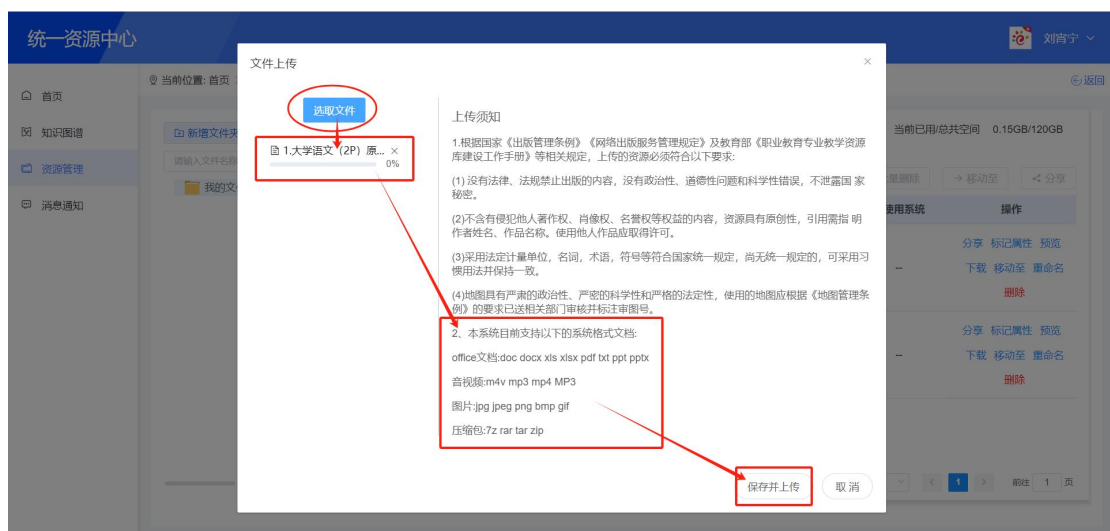 统一资源中心
刘宵宁
文件上传
当前位置: 首页
返回
首页
选取文件
上传须知
知识图谱
新增文件夹
当前已用/总共空间 0.15GB/120GB
1.根据国家《出版管理条例》《网络出版服务管理规定》及教育部《职业教育专业教学资源
库建设工作手册》等相关规定，上传的资源必须符合以下要求:
1.大学语文（2P）原...
0%
请输入文件名称
资源管理
(1) 没有法律、法规禁止出版的内容，没有政治性、道德性问题和科学性错误，不泄露国 家
秘密。
量删除
移动至
分享
我的文
消息通知
(2)不含有侵犯他人著作权、肖像权、名誉权等权益的内容，资源具有原创性，引用需指 明
作者姓名、作品名称。使用他人作品应取得许可。
使用系统
操作
(3)采用法定计量单位，名词，术语，符号等符合国家统一规定，尚无统一规定的，可采用习
惯用法并保持一致。
分享 标记属性 预览
-- 下载 移动至 重命名
删除
(4)地图具有严肃的政治性、严密的科学性和严格的法定性，使用的地图应根据《地图管理条
例》的要求已送相关部门审核并标注审图号。
2、本系统目前支持以下的系统格式文档:
分享 标记属性 预览
office文档:doc docx xls xlsx pdf txt ppt pptx
-- 下载 移动至 重命名
音视频:m4v mp3 mp4 MP3
删除
图片:jpg jpeg png bmp gif
压缩包:7z rar tar zip
保存并上传
取 消
1
前往 1 页